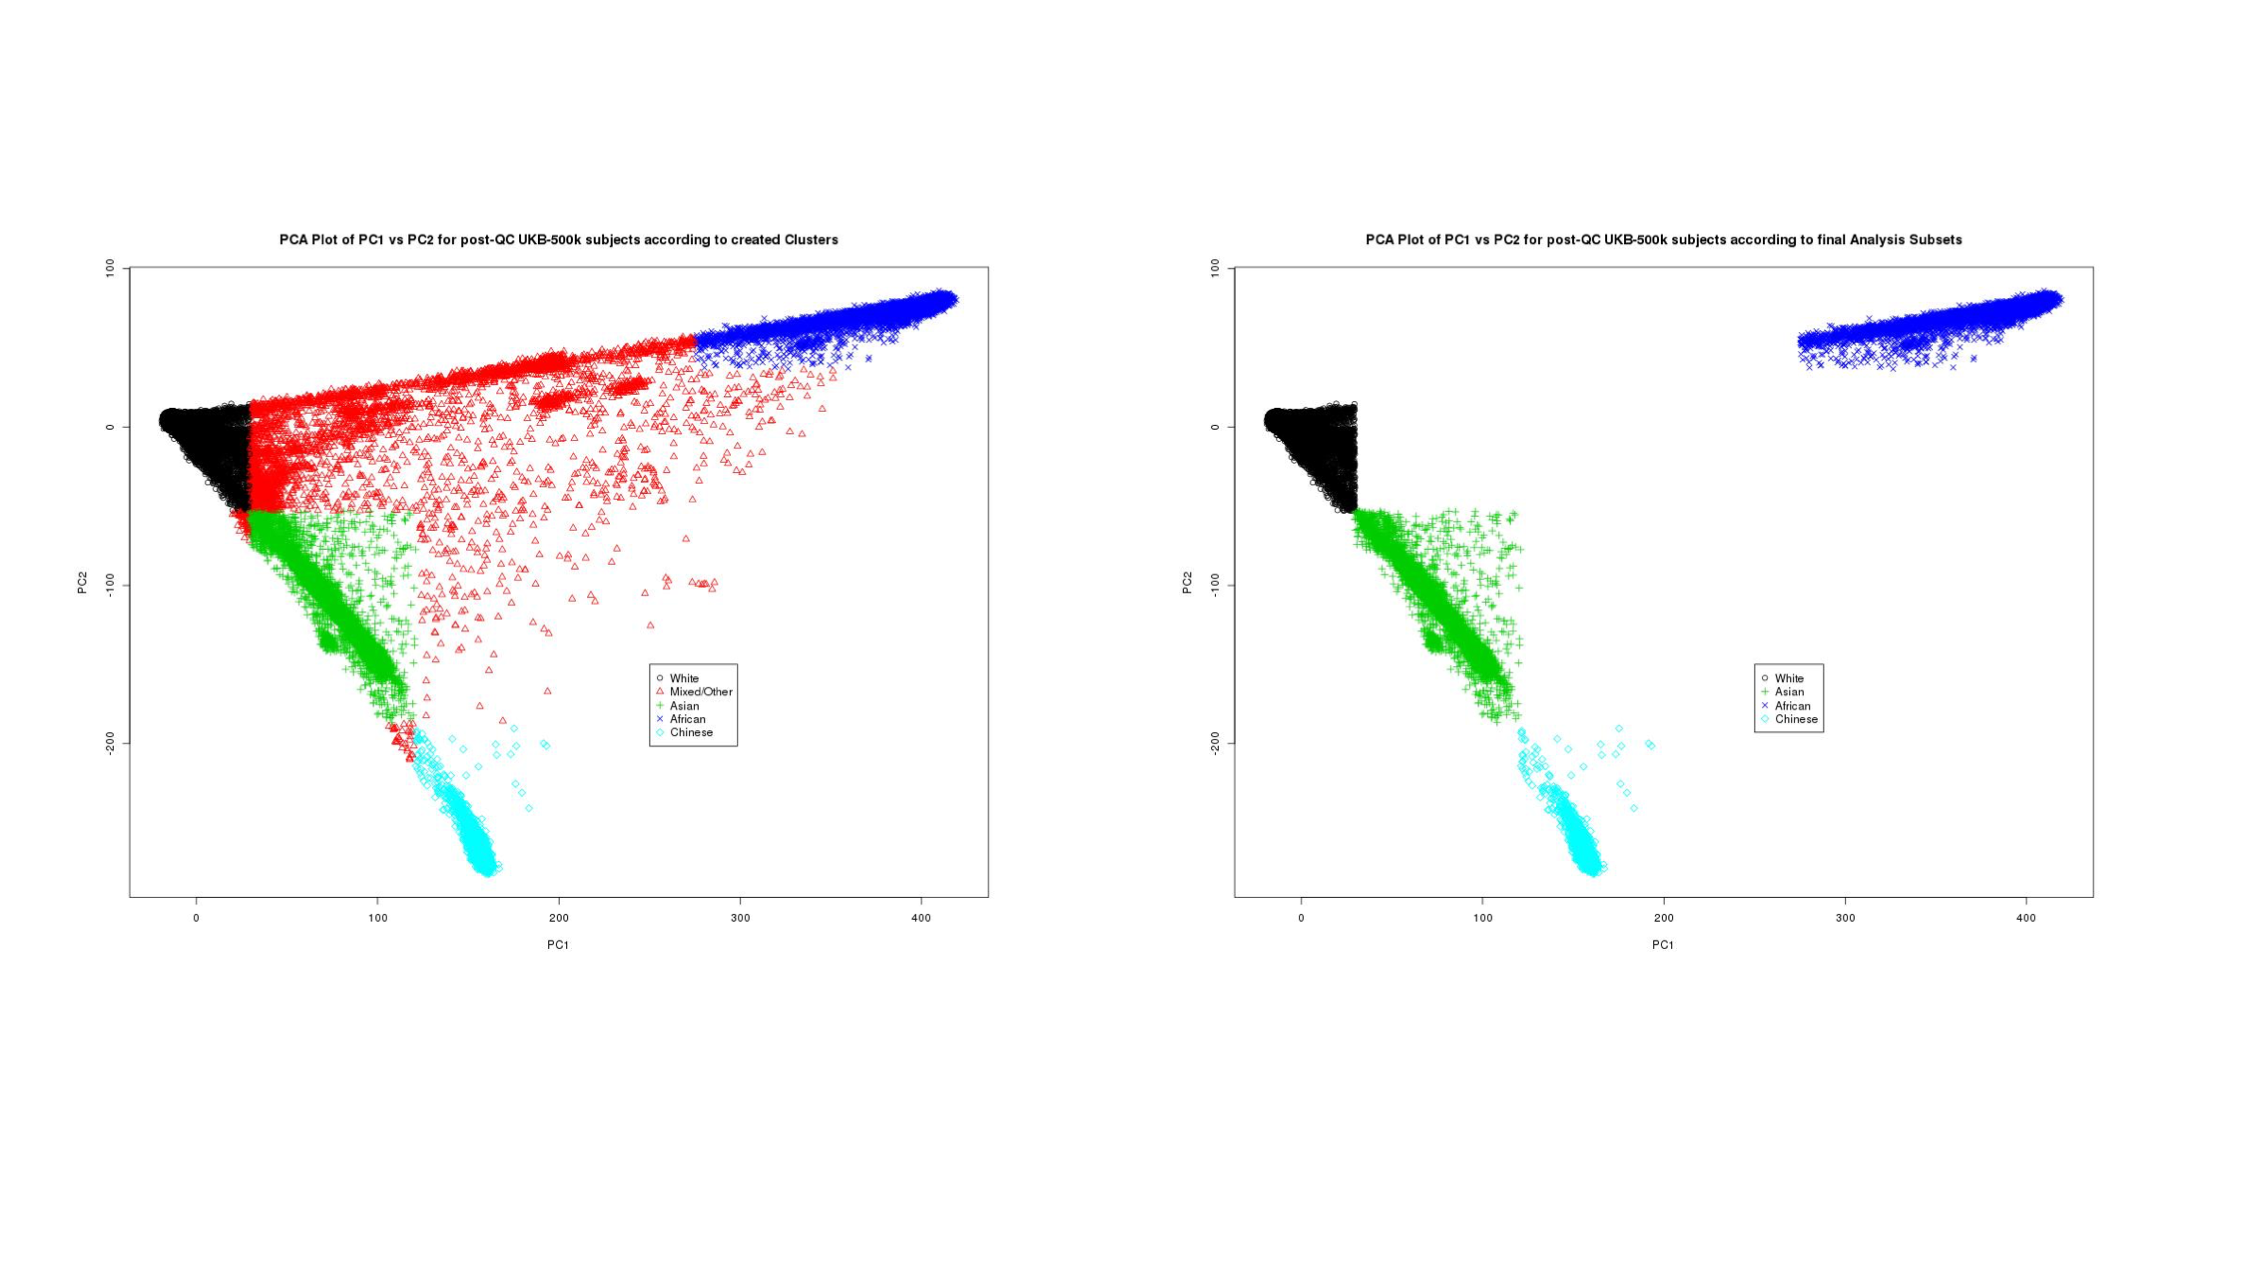 PCA Plot of PC1 vs PC2 for post-QC UKB-500k subjects according to created Clusters
100
0
-100
-200
PC2
White
Mixed/Other
Asian
African
Chinese
0 100 200 300 400
PC1
PCA Plot of PC1 vs PC2 for post-QC UKB-500k subjects according to final Analysis Subsets
100
0
-100
-200
PC2
White
Asian
African
Chinese
0 100 200 300 400
PC1